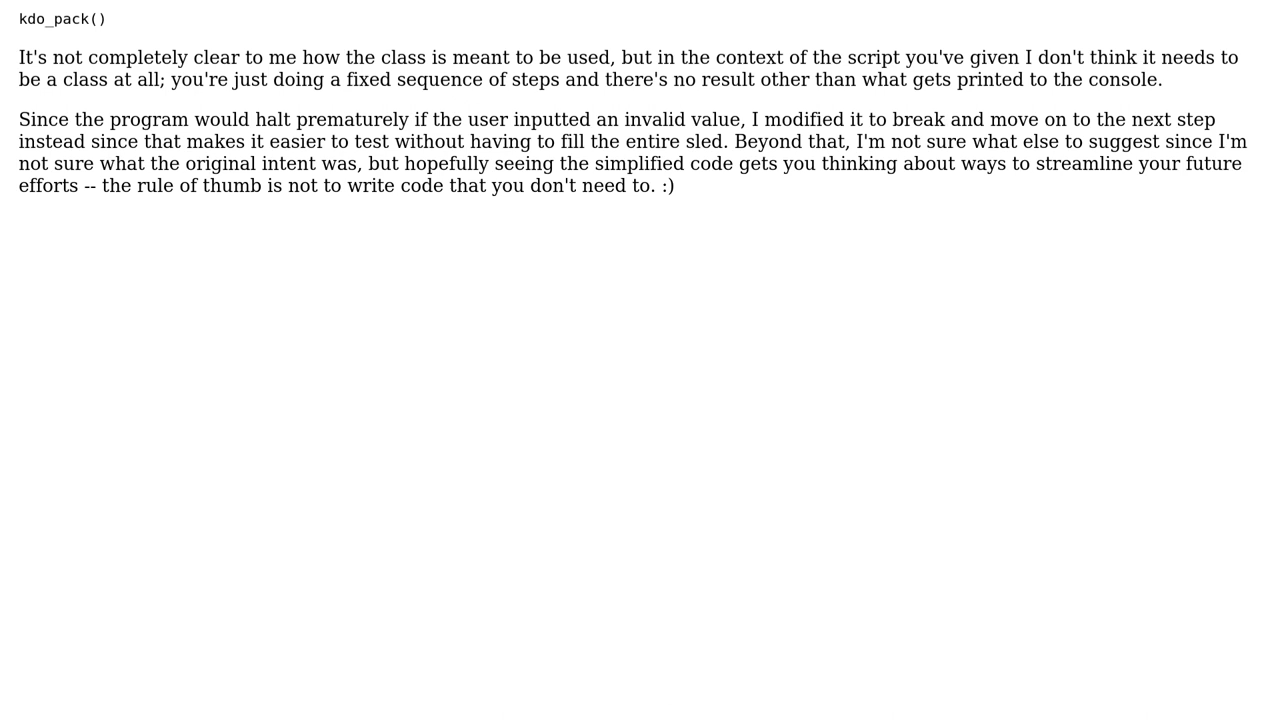 kdo_pack()
It's not completely clear to me how the class is meant to be used, but in the context of the script you've given I don't think it needs to
be a class at all; you're just doing a fixed sequence of steps and there's no result other than what gets printed to the console.
Since the program would halt prematurely if the user inputted an invalid value, I modified it to break and move on to the next step
instead since that makes it easier to test without having to fill the entire sled. Beyond that, I'm not sure what else to suggest since I'm
not sure what the original intent was, but hopefully seeing the simplified code gets you thinking about ways to streamline your future
efforts -- the rule of thumb is not to write code that you don't need to. :)